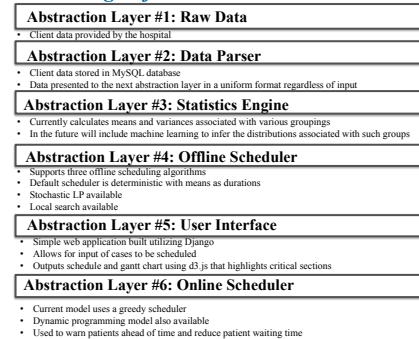 Abstraction Layer #1: Raw Data
• Client data provided by the hospital
Abstraction Layer #2: Data Parser
• Client data stored in MySQL database
• Data presented to the next abstraction layer in a uniform format regardless of input
Abstraction Layer #3: Statistics Engine
• Currently calculates means and variances associated with various groupings
• In the future will include machine learning to infer the distributions associated with such groups
Abstraction Layer #4: Offline Scheduler
• Supports three offline scheduling algorithms
• Default scheduler is deterministic with means as durations
• Stochastic LP available
• Local search available
Abstraction Layer #5: User Interface
• Simple web application built utilizing Django
• Allows for input of cases to be scheduled
• Outputs schedule and gantt chart using d3.js that highlights critical sections
Abstraction Layer #6: Online Scheduler
• Current model uses a greedy scheduler
• Dynamic programming model also available
• Used to warn patients ahead of time and reduce patient waiting time